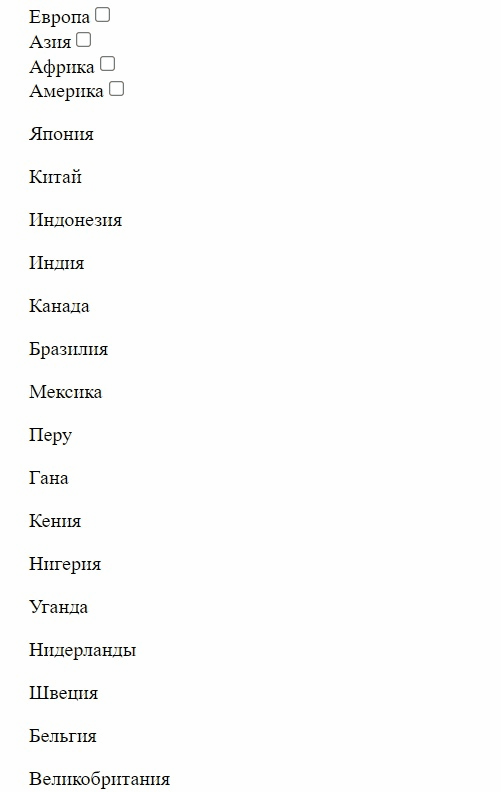 Европа
Азия
Африка
Америка
Япония
Китай
Индонезия
Индия
Канада
Бразилия
Мексика
Перу
Гана
Кения
Нигерия
Уганда
Нидерланды
Швеция
Бельгия
Великобритания